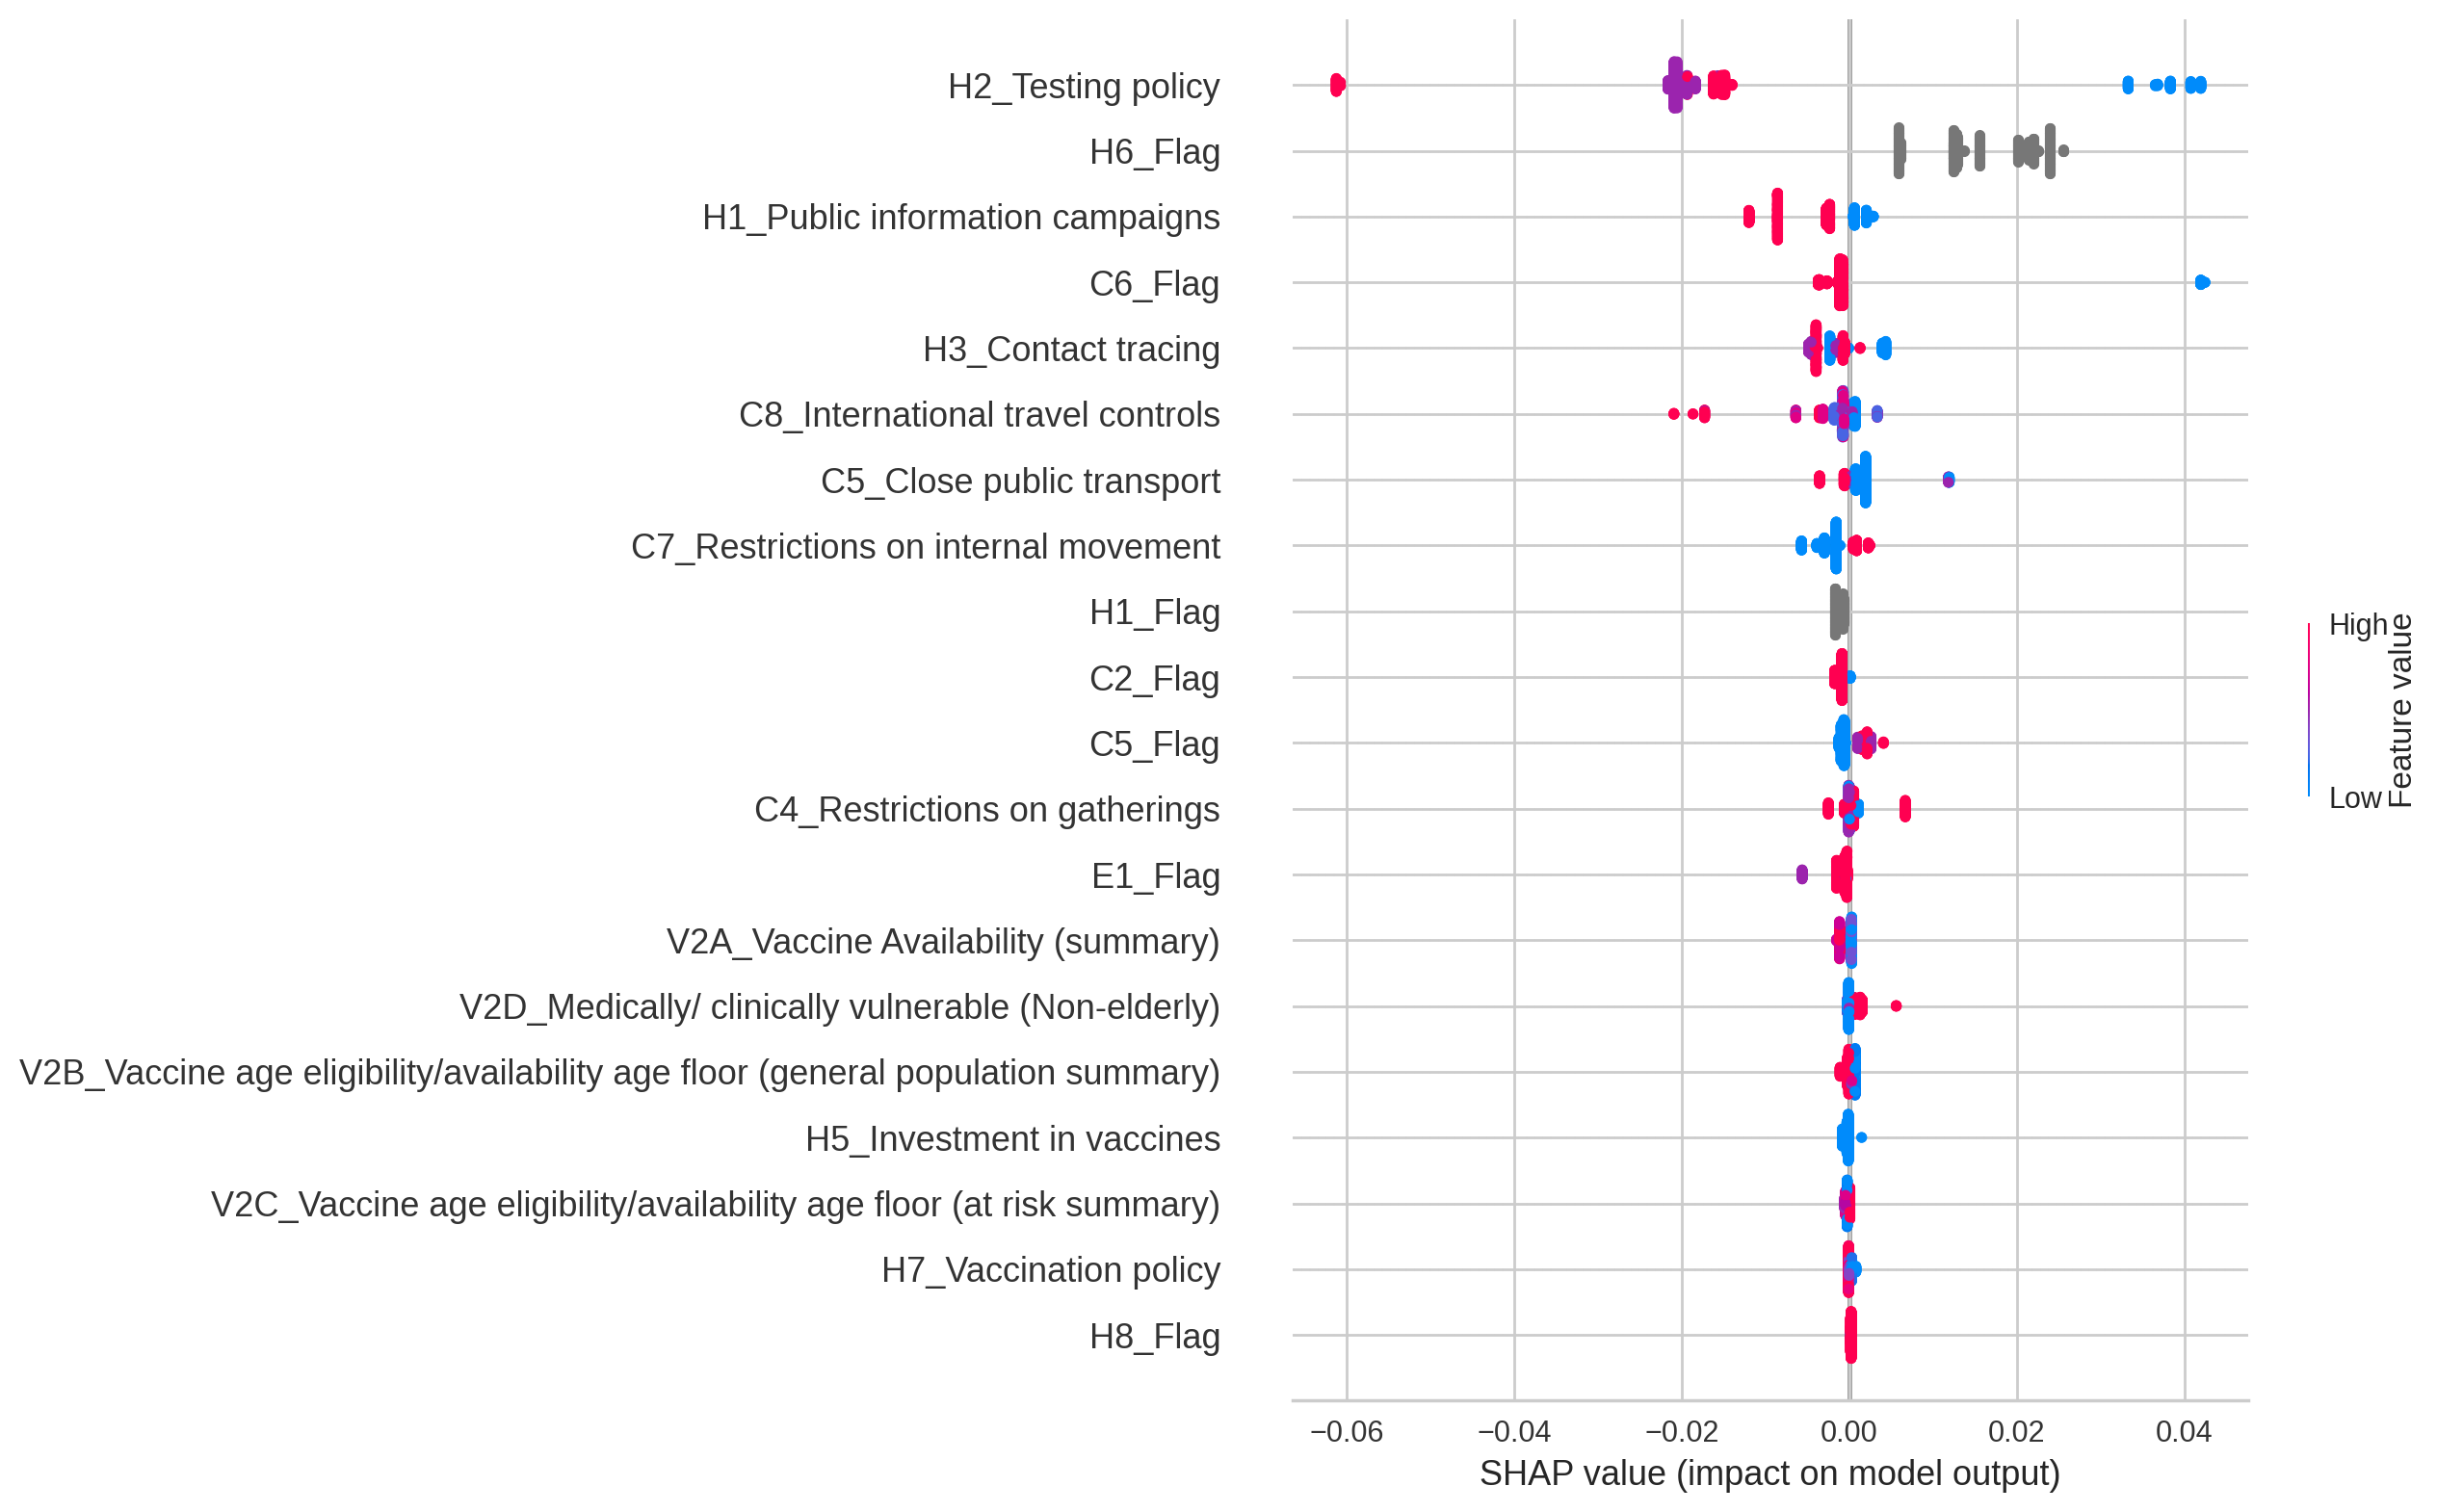 H2_Testing policy
H6_Flag
H1_Public information campaigns
C6_Flag
H3_Contact tracing
C8_International travel controls
C5_Close public transport
C7_Restrictions on internal movement
H1_Flag
C2_Flag
C5_Flag
C4_Restrictions on gatherings
E1_Flag
V2A_Vaccine Availability (summary)
V2D_Medically/ clinically vulnerable (Non-elderly)
V2B_Vaccine age eligibility/availability age floor (general population summary)
H5_Investment in vaccines
V2C_Vaccine age eligibility/availability age floor (at risk summary)
H7_Vaccination policy
H8_Flag
−0.06 −0.04 −0.02 0.00 0.02 0.04
SHAP value (impact on model output)
High
Low
Feature value